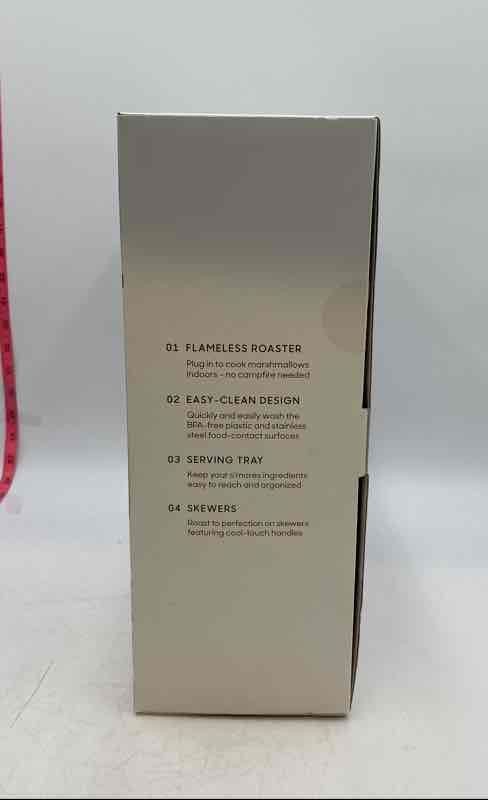 01 FLAMELESS ROASTER
Plug in to cook marshmallows
indoors - no campfire needed
02 EASY-CLEAN DESIGN
Quickly and easily wash the
BPA-free plastic and stainless
steel food-contact surfaces
03 SERVING TRAY
Keep your s'mores ingredients
easy to reach and organized
04 SKEWERS
Roast to perfection on skewers
featuring cool-touch handles